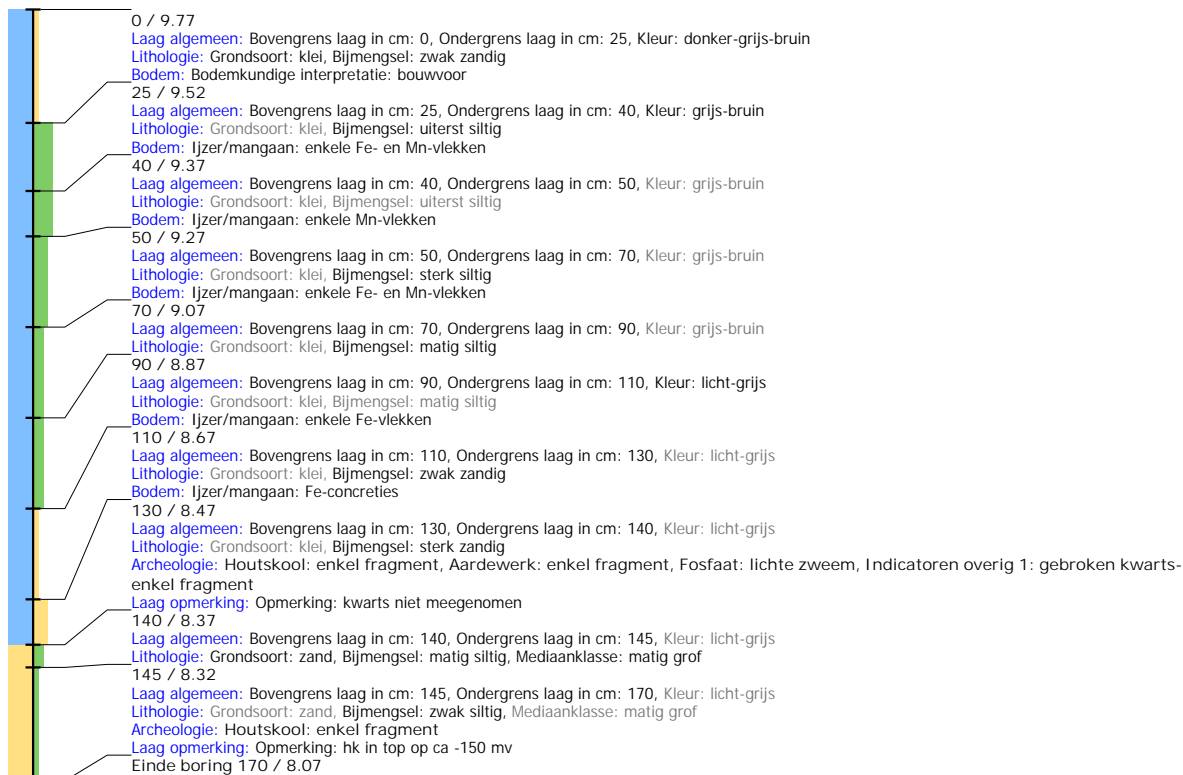 0 / 9.77
Laag algemeen: Bovengrens laag in cm: 0, Ondergrens laag in cm: 25, Kleur: donker-grijs-bruin
Lithologie: Grondsoort: klei, Bijmengsel: zwak zandig
Bodem: Bodemkundige interpretatie: bouwvoor
25 / 9.52
Laag algemeen: Bovengrens laag in cm: 25, Ondergrens laag in cm: 40, Kleur: grijs-bruin
Lithologie: Grondsoort: klei, Bijmengsel: uiterst siltig
Bodem: Ijzer/mangaan: enkele Fe- en Mn-vlekken
40 / 9.37
Laag algemeen: Bovengrens laag in cm: 40, Ondergrens laag in cm: 50, Kleur: grijs-bruin
Lithologie: Grondsoort: klei, Bijmengsel: uiterst siltig
Bodem: Ijzer/mangaan: enkele Mn-vlekken
50 / 9.27
Laag algemeen: Bovengrens laag in cm: 50, Ondergrens laag in cm: 70, Kleur: grijs-bruin
Lithologie: Grondsoort: klei, Bijmengsel: sterk siltig
Bodem: Ijzer/mangaan: enkele Fe- en Mn-vlekken
70 / 9.07
Laag algemeen: Bovengrens laag in cm: 70, Ondergrens laag in cm: 90, Kleur: grijs-bruin
Lithologie: Grondsoort: klei, Bijmengsel: matig siltig
90 / 8.87
Laag algemeen: Bovengrens laag in cm: 90, Ondergrens laag in cm: 110, Kleur: licht-grijs
Lithologie: Grondsoort: klei, Bijmengsel: matig siltig
Bodem: Ijzer/mangaan: enkele Fe-vlekken
110 / 8.67
Laag algemeen: Bovengrens laag in cm: 110, Ondergrens laag in cm: 130, Kleur: licht-grijs
Lithologie: Grondsoort: klei, Bijmengsel: zwak zandig
Bodem: Ijzer/mangaan: Fe-concreties
130 / 8.47
Laag algemeen: Bovengrens laag in cm: 130, Ondergrens laag in cm: 140, Kleur: licht-grijs
Lithologie: Grondsoort: klei, Bijmengsel: sterk zandig
Archeologie: Houtskool: enkel fragment, Aardewerk: enkel fragment, Fosfaat: lichte zweem, Indicatoren overig 1: gebroken kwarts-
enkel fragment
Laag opmerking: Opmerking: kwarts niet meegenomen
140 / 8.37
Laag algemeen: Bovengrens laag in cm: 140, Ondergrens laag in cm: 145, Kleur: licht-grijs
Lithologie: Grondsoort: zand, Bijmengsel: matig siltig, Mediaanklasse: matig grof
145 / 8.32
Laag algemeen: Bovengrens laag in cm: 145, Ondergrens laag in cm: 170, Kleur: licht-grijs
Lithologie: Grondsoort: zand, Bijmengsel: zwak siltig, Mediaanklasse: matig grof
Archeologie: Houtskool: enkel fragment
Laag opmerking: Opmerking: hk in top op ca -150 mv
Einde boring 170 / 8.07